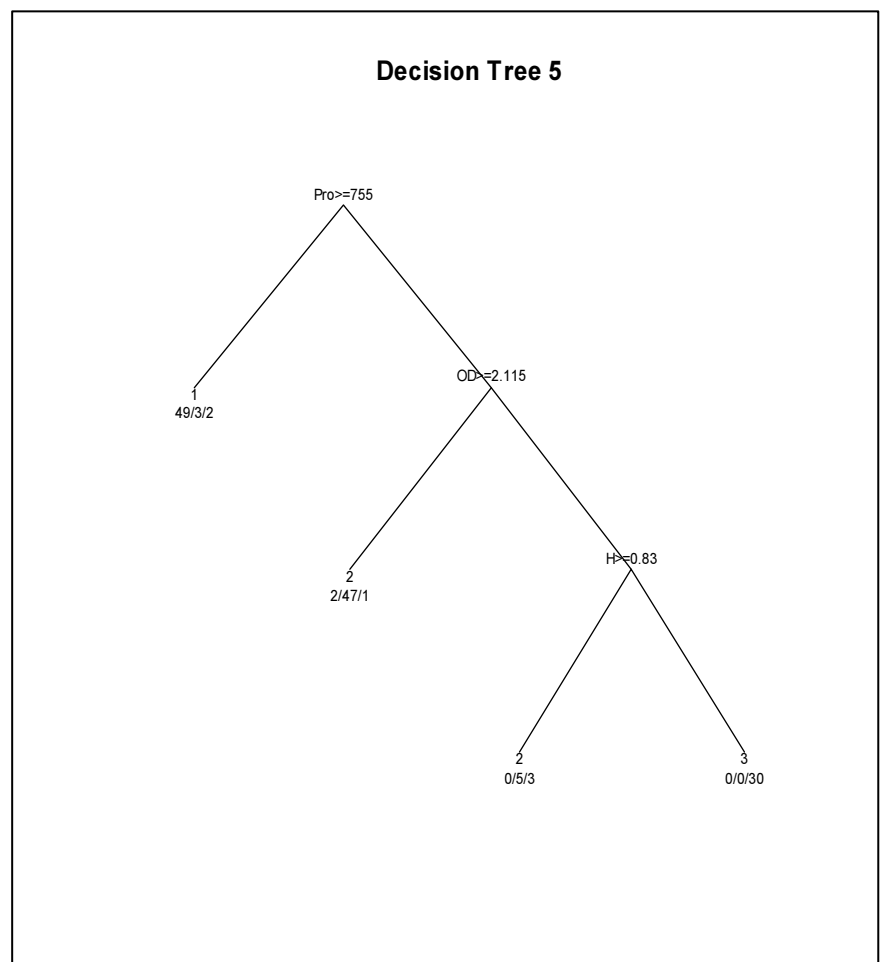 Decision Tree 5
Pro>=755
OD>=2.115
1
49/3/2
H>=0.83
2
2/47/1
2
0/5/3
3
0/0/30